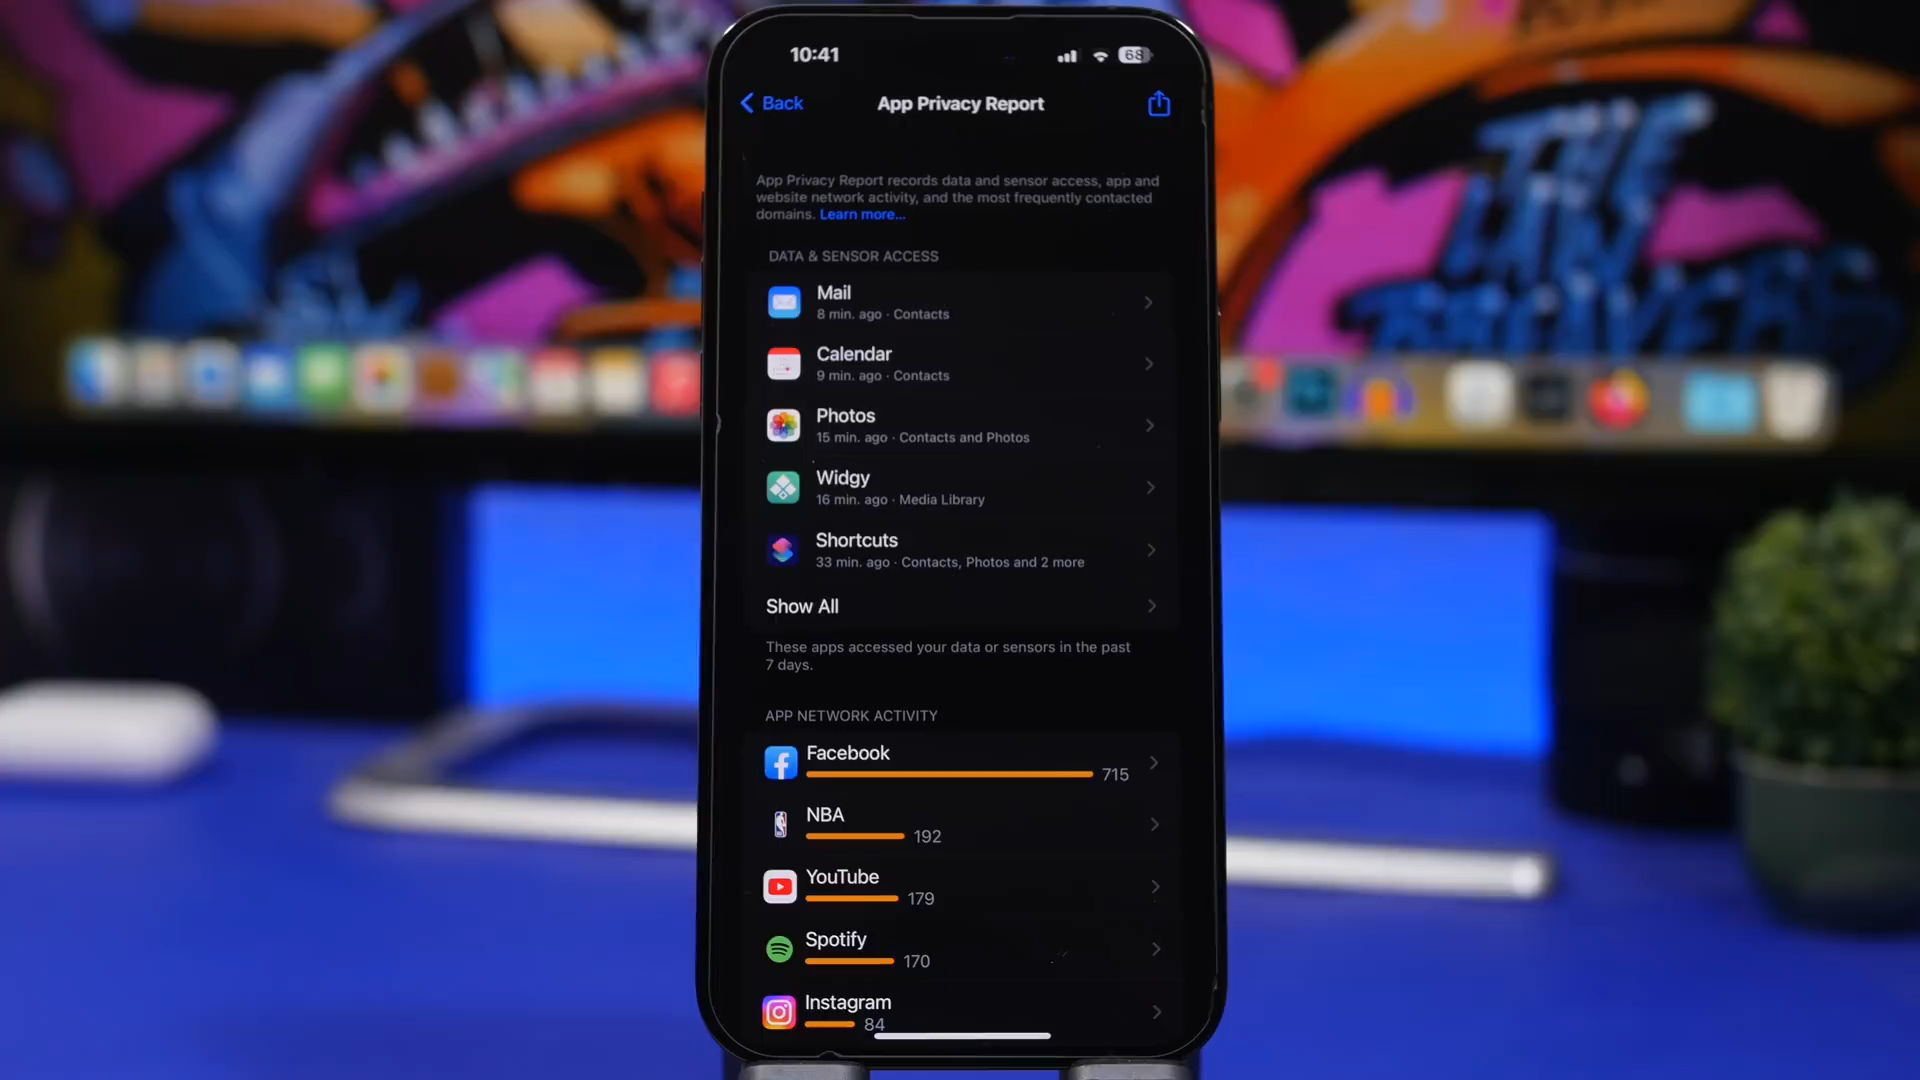 10:41
68
Back
App Privacy Report
App Privacy Report records data and sensor access, app and
website network activity, and the most frequently contacted
domains. Learn more...
DATA & SENSOR ACCESS
Mail
8 min. ago · Contacts
Calendar
9 min. ago · Contacts
Photos
15 min. ago · Contacts and Photos
Widgy
16 min. ago · Media Library
Shortcuts
33 min. ago · Contacts, Photos and 2 more
Show All
These apps accessed your data or sensors in the past
7 days.
APP NETWORK ACTIVITY
Facebook
715
NBA
192
YouTube
179
Spotify
170
Instagram
84
THE
LAW